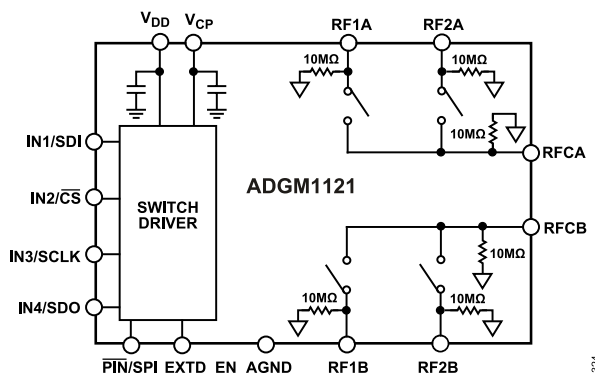 VDD VCP RF1A RF2A
10MΩ 10MΩ
10MΩ
IN1/SDI
RFCA
ADGM1121
IN2/CS
SWITCH
DRIVER
RFCB
IN3/SCLK
10MΩ
IN4/SDO
10MΩ 10MΩ
PIN/SPI EXTD EN AGND RF1B RF2B